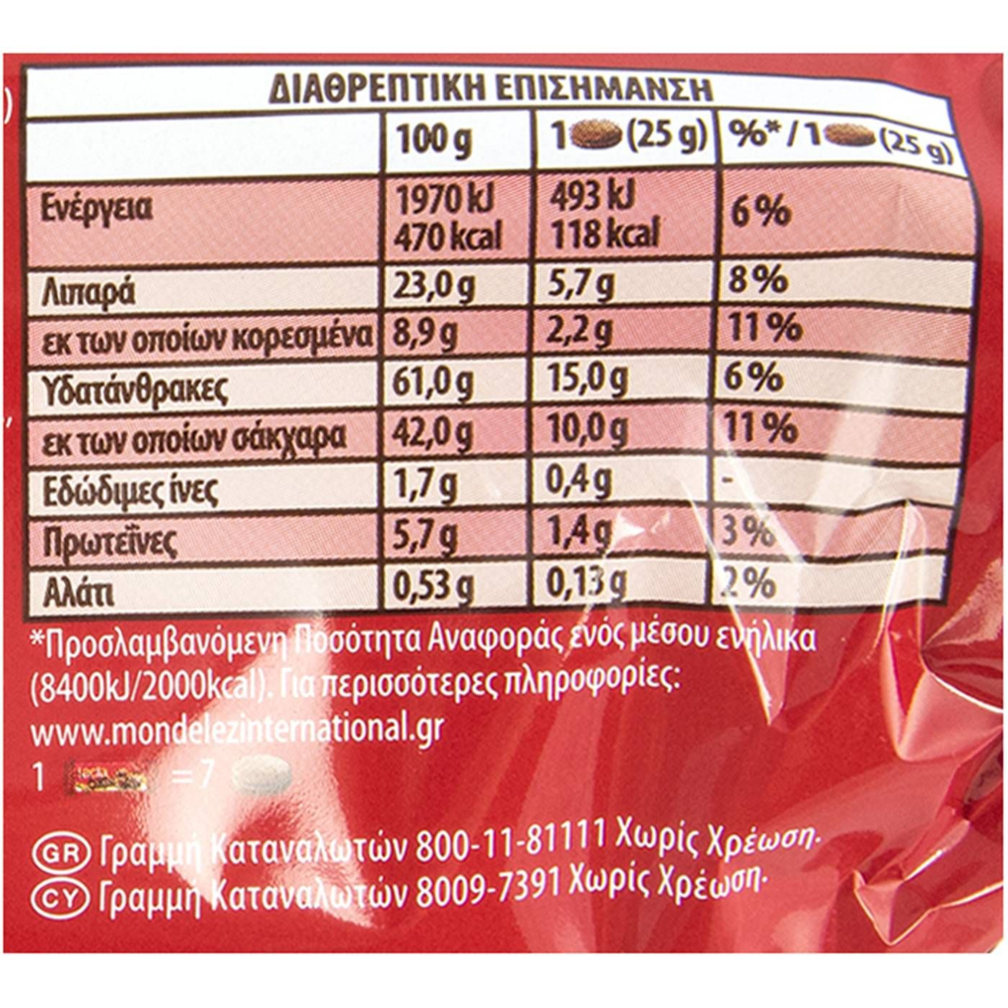 ΔΙΑΘΡΕΠΤΙΚΗ ΕΠΙΣΗΜΑΝΣΗ
100 g 1 (25 g) %* / 1 (25 g)
Ενέργεια 1970 kJ 493 kJ 6%
470 kcal 118 kcal
Λιπαρά 23,0 g 5,7 g 8%
εκ των οποίων κορεσμένα 8,9 g 2,2 g 11%
Υδατάνθρακες 61,0 g 15,0 g 6%
εκ των οποίων σάκχαρα 42,0 g 10,0 g 11%
Εδώδιμες ίνες 1,7 g 0,4 g -
Πρωτεΐνες 5,7 g 1,4 g 3%
Αλάτι 0,53 g 0,13 g 2%
*Προσλαμβανόμενη Ποσότητα Αναφοράς ενός μέσου ενήλικα
(8400kJ/2000kcal). Για περισσότερες πληροφορίες:
www.mondelezinternational.gr
1 =7
GR Γραμμή Καταναλωτών 800-11-81111 Χωρίς Χρέωση.
CY Γραμμή Καταναλωτών 8009-7391 Χωρίς Χρέωση.